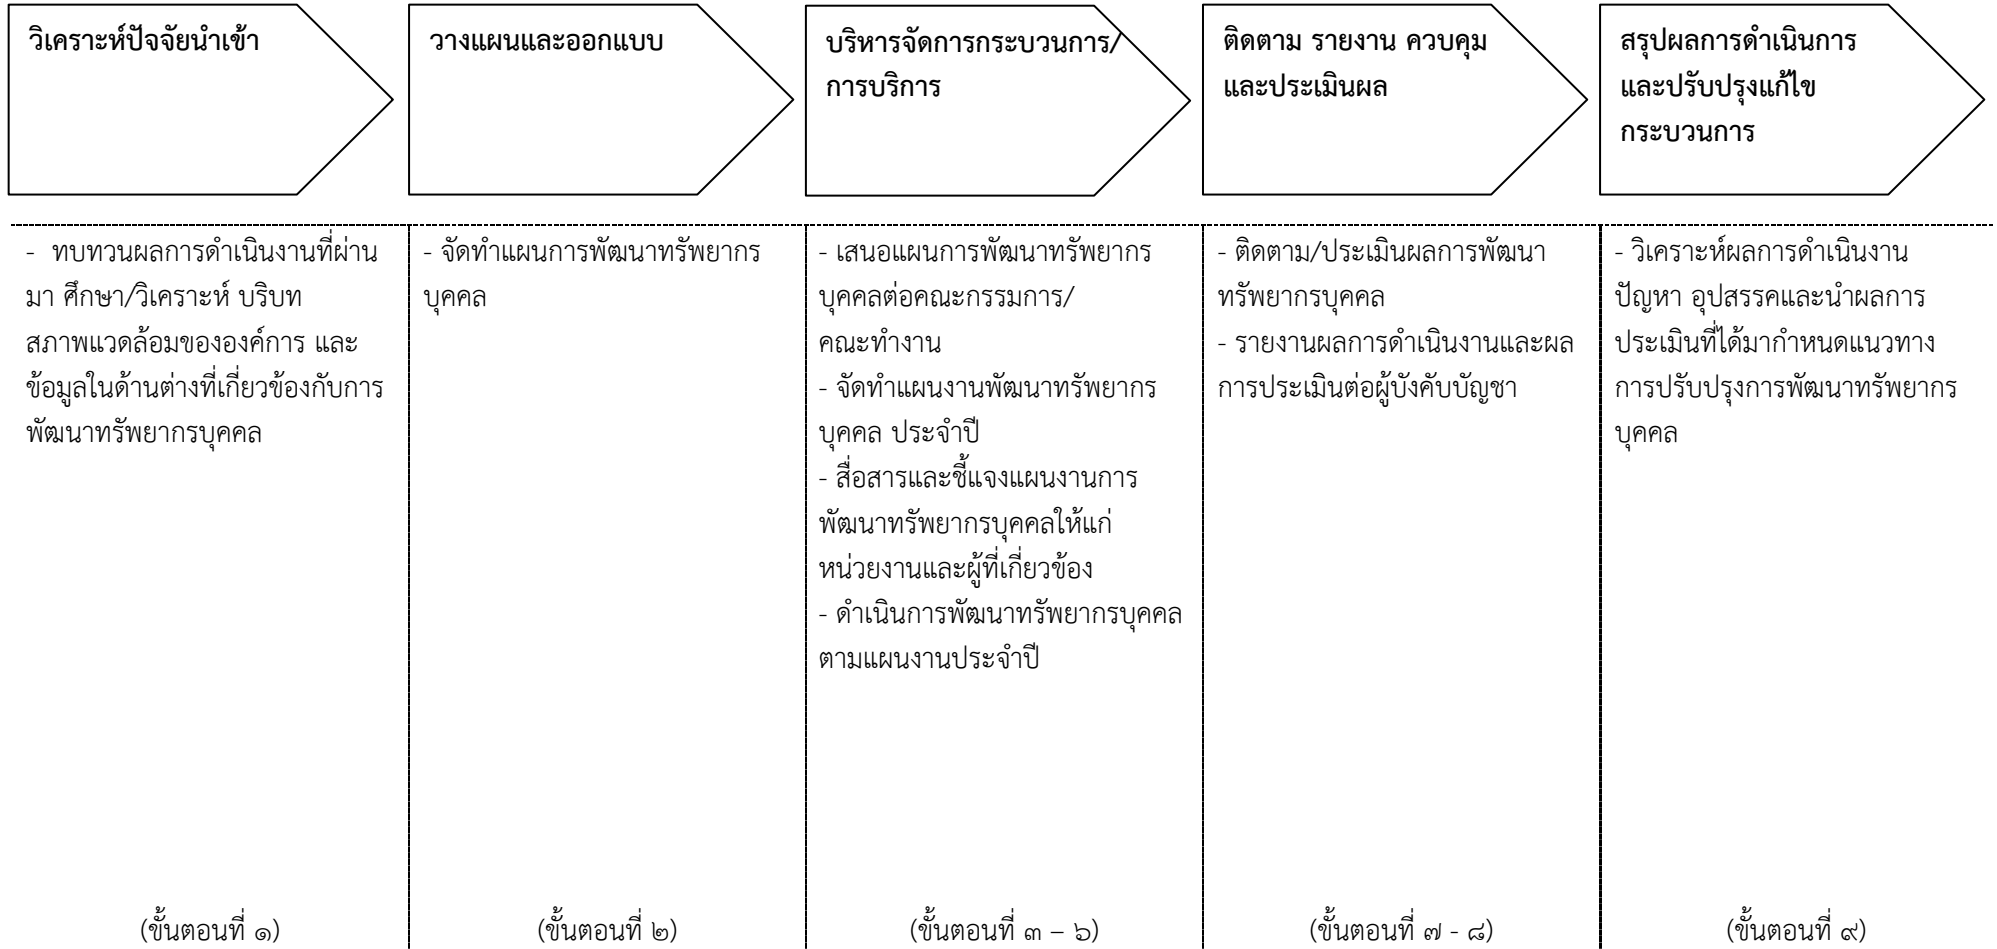 วิเคราะห์ปัจจัยนำเข้า
วางแผนและออกแบบ
บริหารจัดการกระบวนการ/
การบริการ
ติดตาม รายงาน ควบคุม
และประเมินผล
สรุปผลการดำเนินการ
และปรับปรุงแก้ไข
กระบวนการ
- ทบทวนผลการดำเนินงานที่ผ่าน
มา ศึกษา/วิเคราะห์ บริบท
สภาพแวดล้อมขององค์การ และ
ข้อมูลในด้านต่างที่เกี่ยวข้องกับการ
พัฒนาทรัพยากรบุคคล
(ขั้นตอนที่ ๑)
- จัดทำแผนการพัฒนาทรัพยากร
บุคคล
(ขั้นตอนที่ ๒)
- เสนอแผนการพัฒนาทรัพยากร
บุคคลต่อคณะกรรมการ/
คณะทำงาน
- จัดทำแผนงานพัฒนาทรัพยากร
บุคคล ประจำปี
- สื่อสารและชี้แจงแผนงานการ
พัฒนาทรัพยากรบุคคลให้แก่
หน่วยงานและผู้ที่เกี่ยวข้อง
- ดำเนินการพัฒนาทรัพยากรบุคคล
ตามแผนงานประจำปี
(ขั้นตอนที่ ๓ – ๖)
- ติดตาม/ประเมินผลการพัฒนา
ทรัพยากรบุคคล
- รายงานผลการดำเนินงานและผล
การประเมินต่อผู้บังคับบัญชา
(ขั้นตอนที่ ๗ - ๘)
- วิเคราะห์ผลการดำเนินงาน
ปัญหา อุปสรรคและนำผลการ
ประเมินที่ได้มากำหนดแนวทาง
การปรับปรุงการพัฒนาทรัพยากร
บุคคล
(ขั้นตอนที่ ๙)